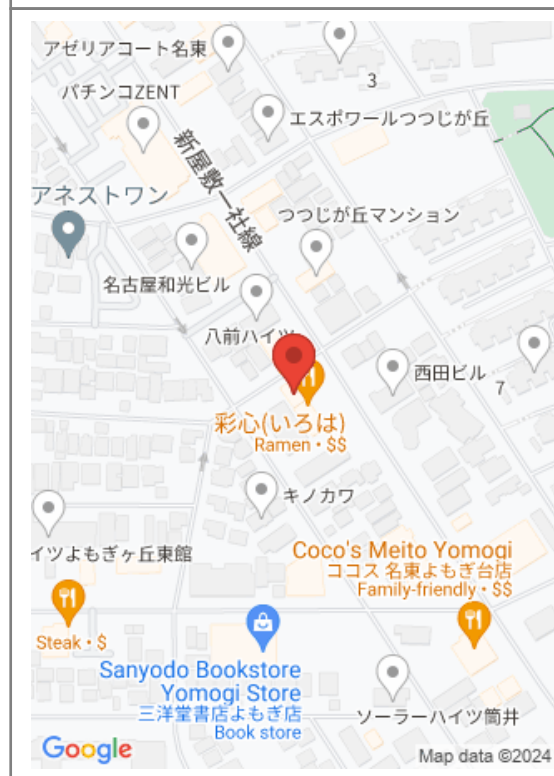 アゼリアコート名東
3
パチンコZENT
エスポワールつつじが丘
新屋敷一社線
アネストワン
つつじが丘マンション
名古屋和光ビル
八前ハイツ
西田ビル
7
彩心(いろは)
Ramen・$$
キノカワ
イツよもぎヶ丘東館
Coco's Meito Yomogi
ココス 名東よもぎ台店
Family-friendly・$$
Steak・$
Sanyodo Bookstore
Yomogi Store
三洋堂書店よもぎ店
Book store
ソーラーハイツ筒井
Google
Map data ©2024